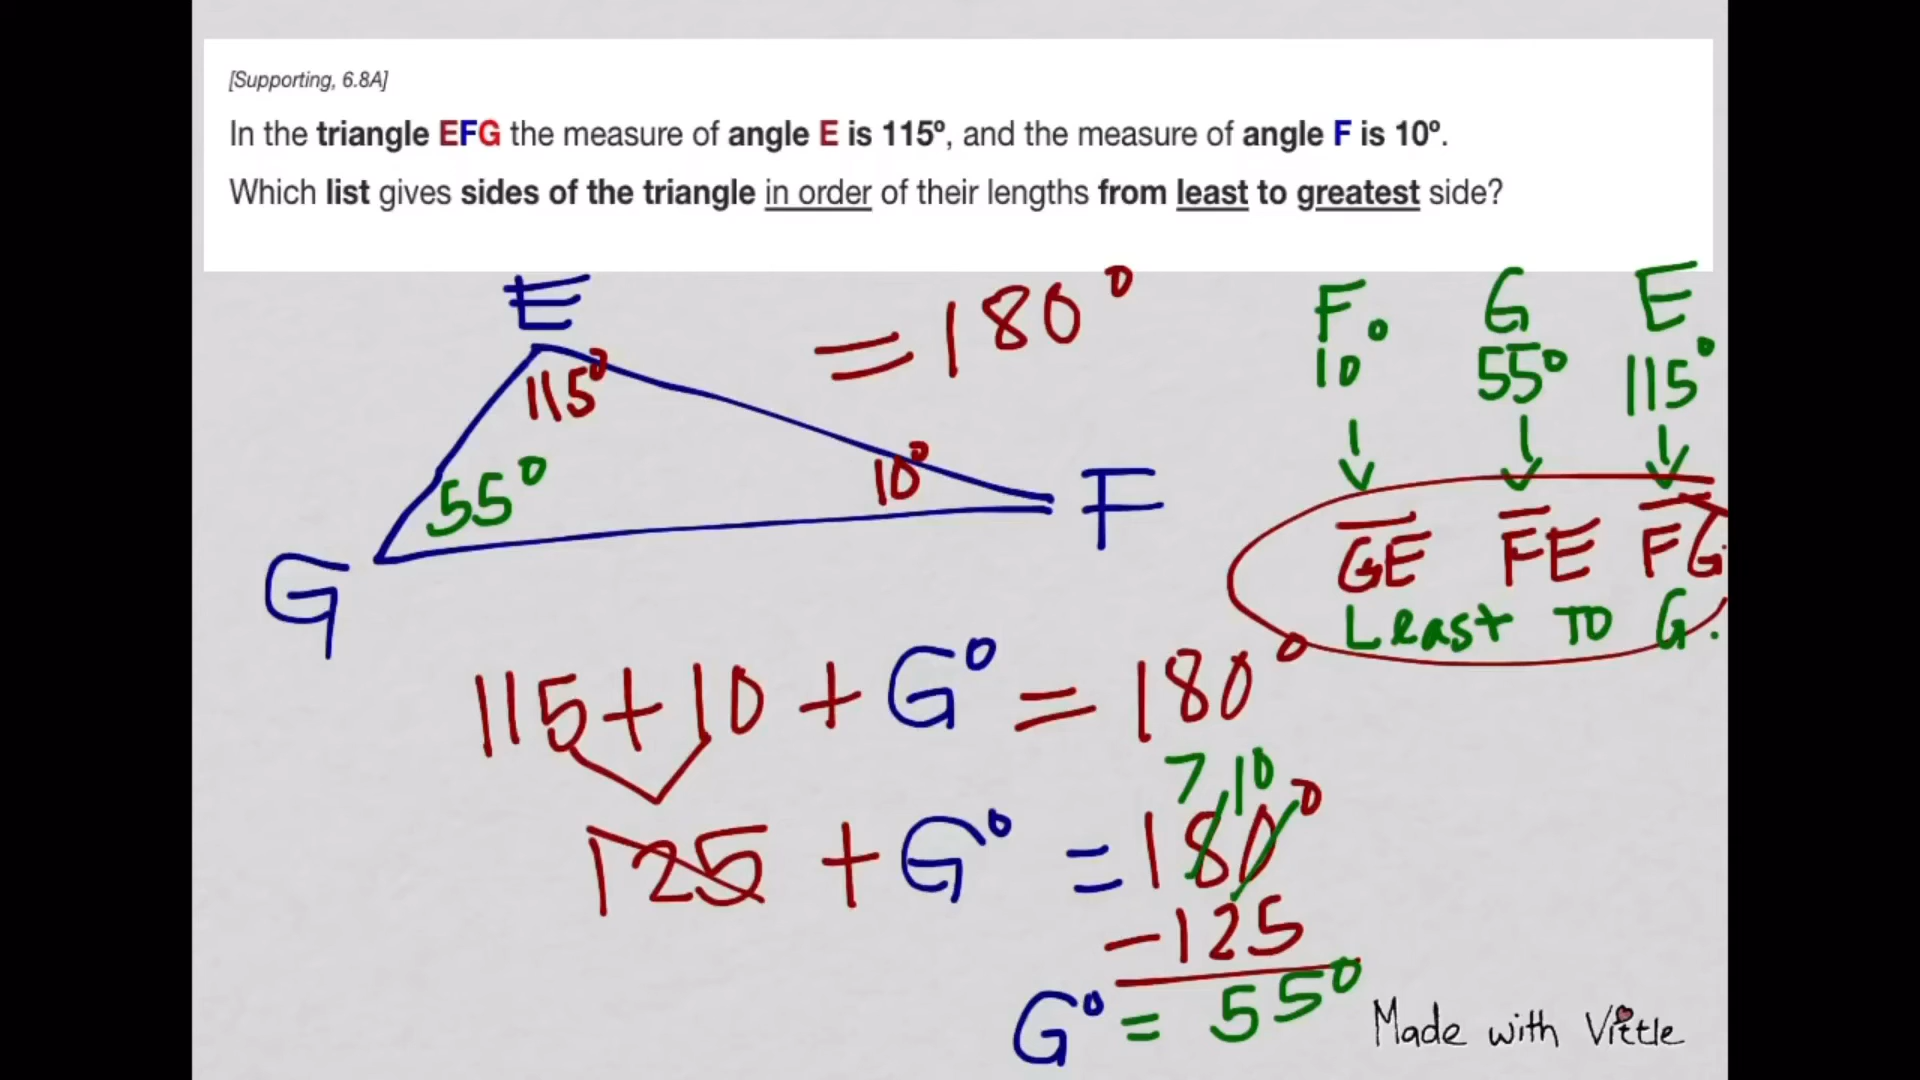 [Supporting, 6.8A]
In the triangle EFG the measure of angle E is 115º, and the measure of angle F is 10º.
Which list gives sides of the triangle in order of their lengths from least to greatest side?
E
= 180°
F G E
10° 55° 115°
115°
10°
55°
F
G
GE FE FG
Least TO G.
115 + 10 + G° = 180°
7 10
125 + G° = 180°
- 125
G° = 55°
Made with Vittle